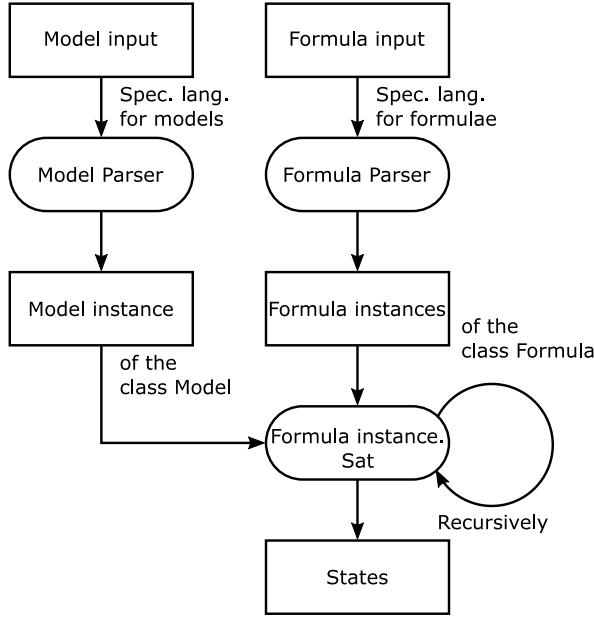 Model input
Formula input
Spec. lang.
for models
Spec. lang.
for formulae
Model Parser
Formula Parser
Model instance
Formula instances
of the
class Model
of the
class Formula
Formula instance.
Sat
Recursively
States